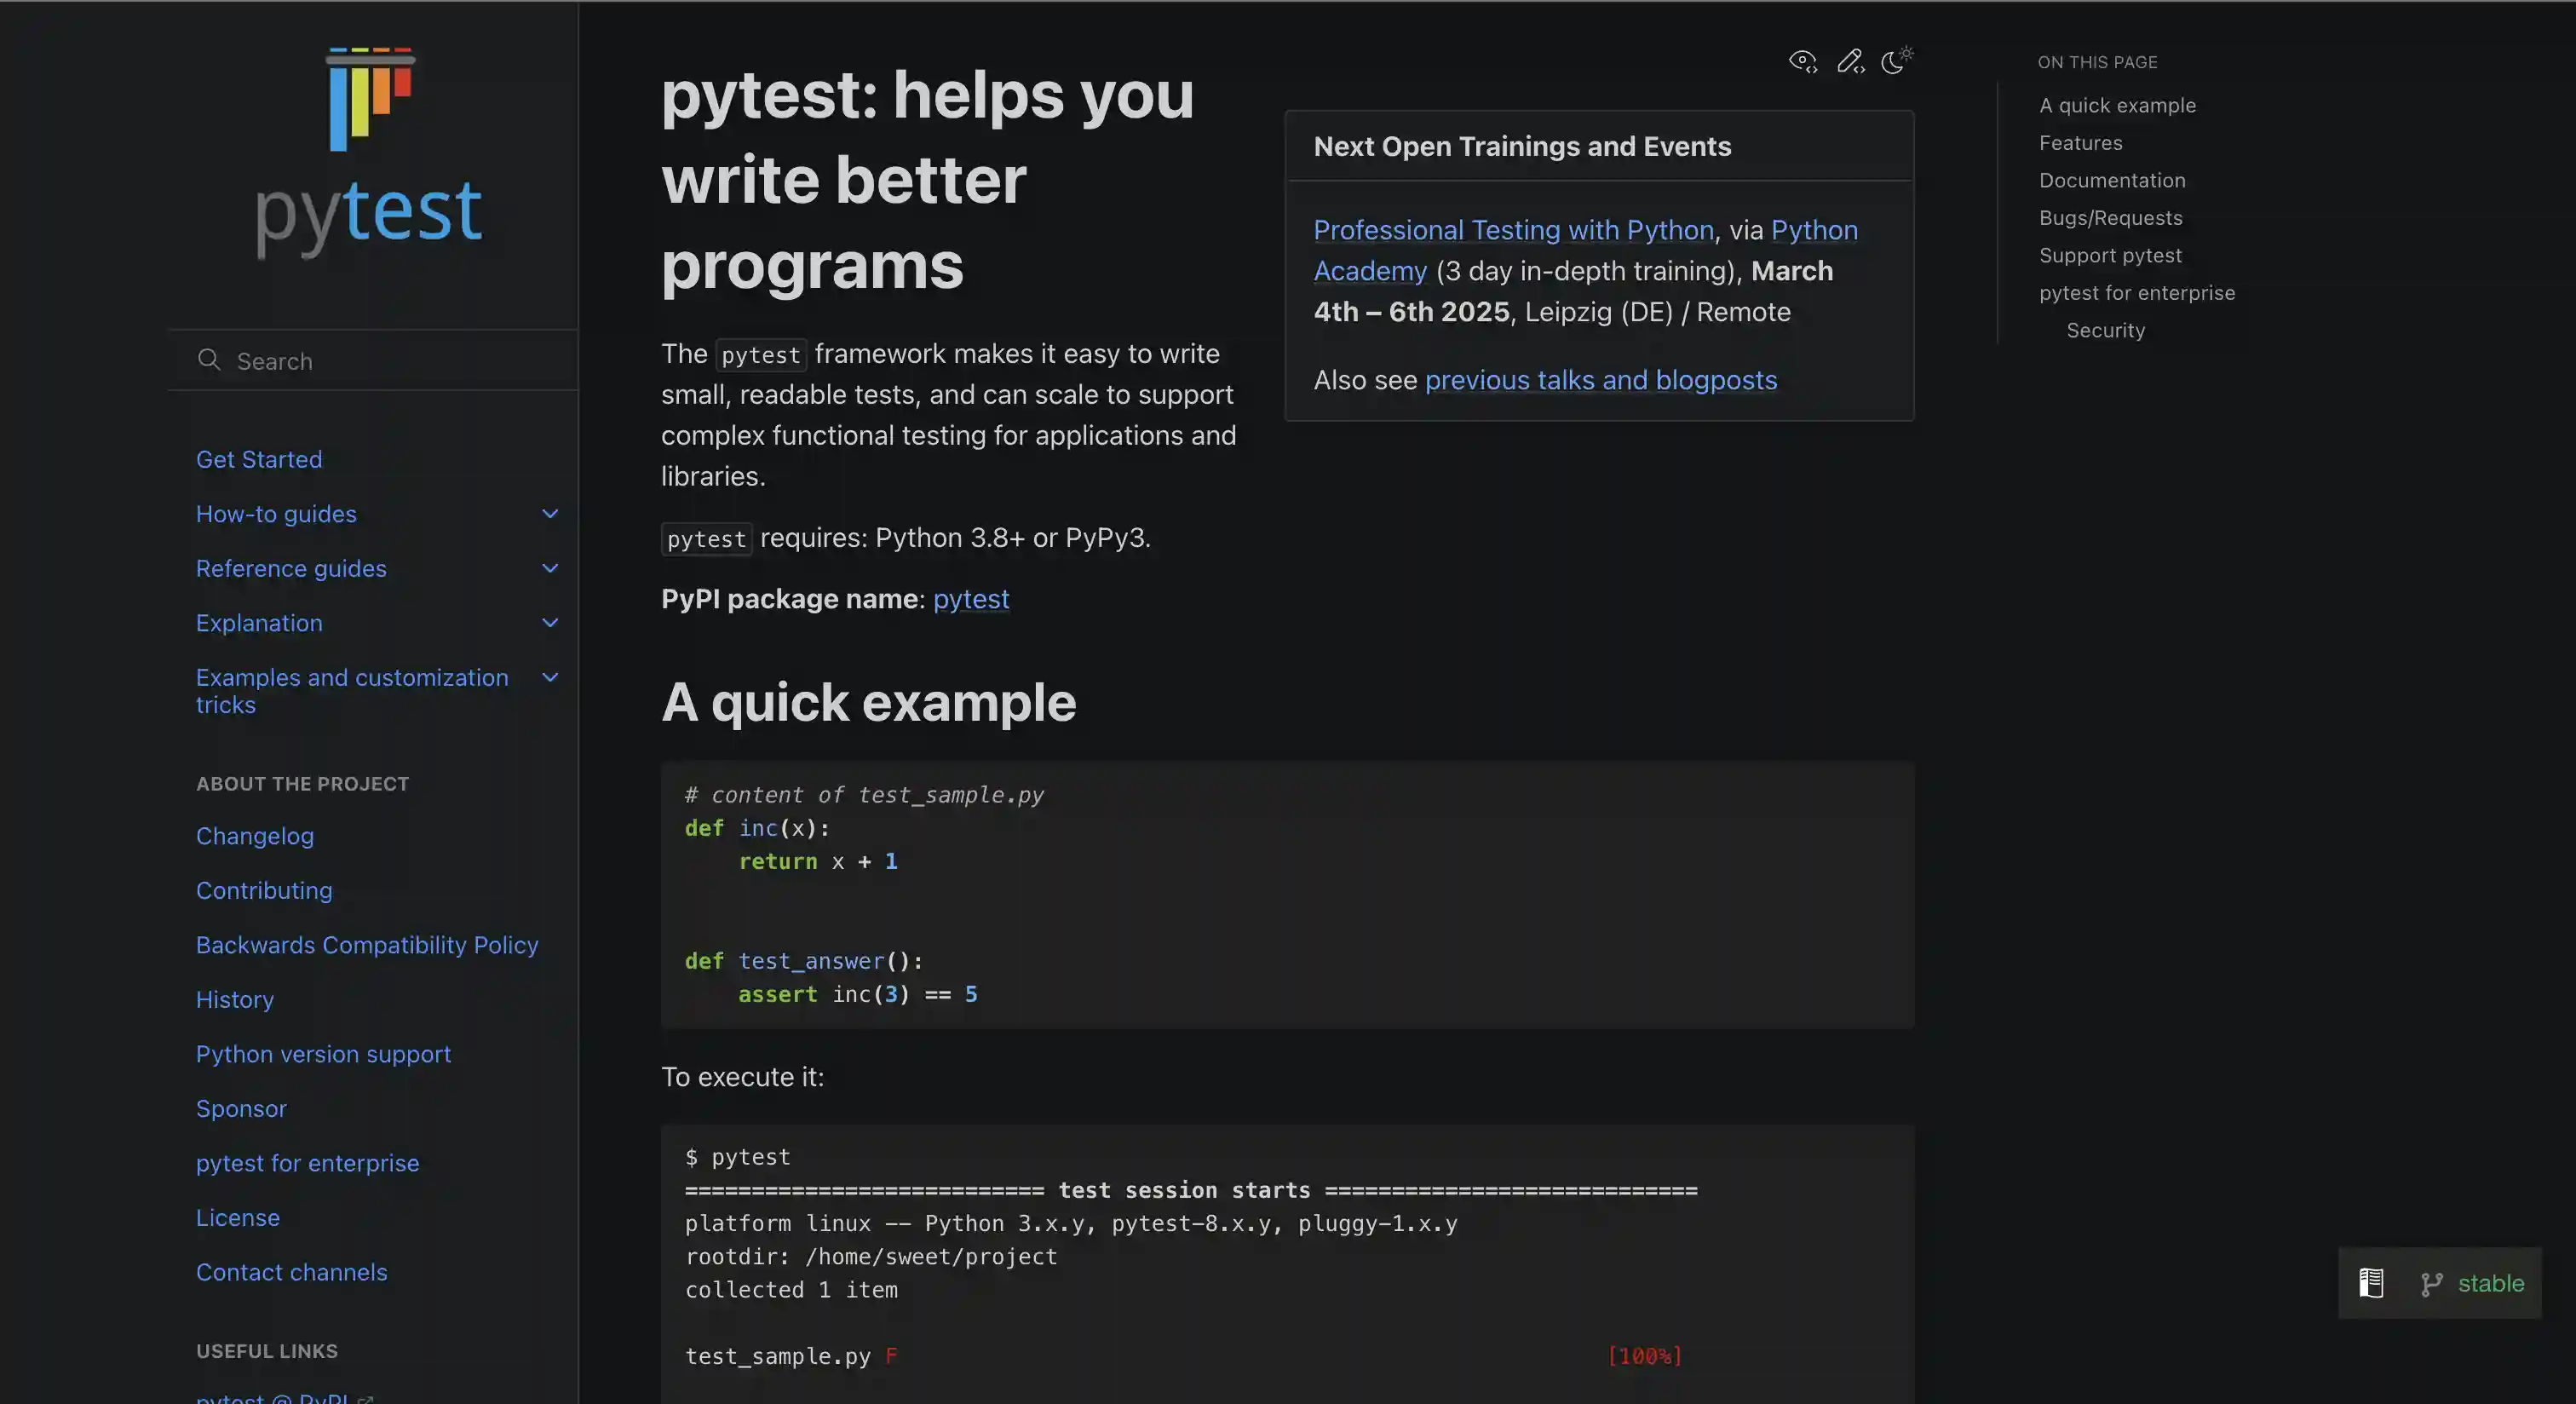 pytest
Search
Get Started
How-to guides
Reference guides
Explanation
Examples and customization
tricks
ABOUT THE PROJECT
Changelog
Contributing
Backwards Compatibility Policy
History
Python version support
Sponsor
pytest for enterprise
License
Contact channels
USEFUL LINKS
pytest @ PyPI
pytest: helps you
write better
programs
The pytest framework makes it easy to write
small, readable tests, and can scale to support
complex functional testing for applications and
libraries.
pytest requires: Python 3.8+ or PyPy3.
PyPI package name: pytest
Next Open Trainings and Events
Professional Testing with Python, via Python
Academy (3 day in-depth training), March
4th – 6th 2025, Leipzig (DE) / Remote
Also see previous talks and blogposts
A quick example
# content of test_sample.py
def inc(x):
    return x + 1
def test_answer():
    assert inc(3) == 5
To execute it:
$ pytest
=========================== test session starts ============================
platform linux -- Python 3.x.y, pytest-8.x.y, pluggy-1.x.y
rootdir: /home/sweet/project
collected 1 item
test_sample.py F [100%]
ON THIS PAGE
A quick example
Features
Documentation
Bugs/Requests
Support pytest
pytest for enterprise
Security
stable